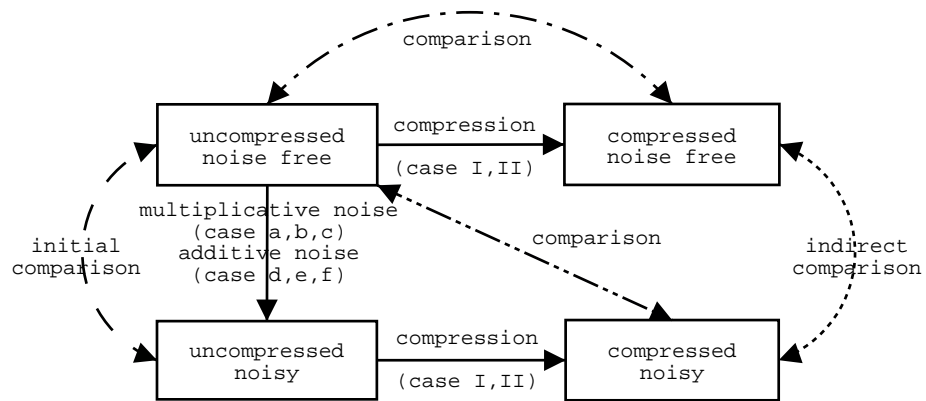 comparison
uncompressed
noise free
compression
(case I,II)
compressed
noise free
multiplicative noise
(case a,b,c)
additive noise
(case d,e,f)
initial
comparison
comparison
indirect
comparison
uncompressed
noisy
compression
(case I,II)
compressed
noisy